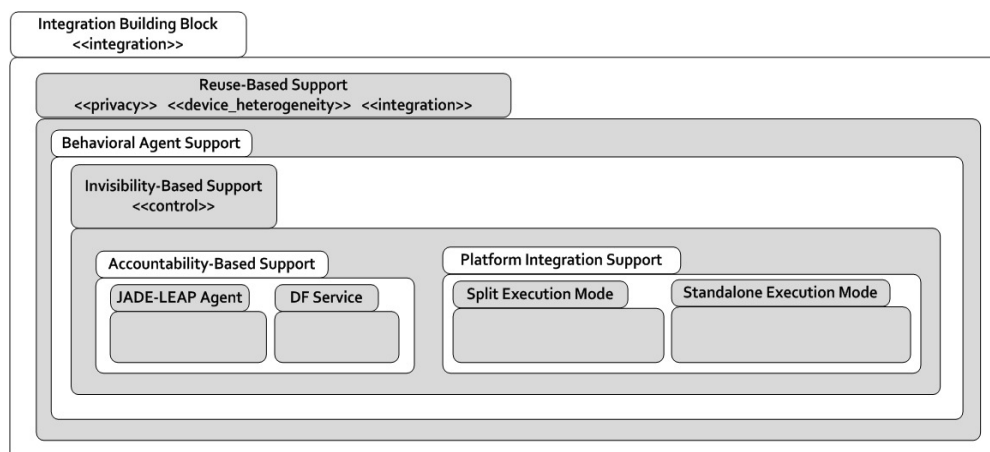 Integration Building Block
<<integration>>
Reuse-Based Support
<<privacy>> <<device_heterogeneity>> <<integration>>
Behavioral Agent Support
Invisibility-Based Support
<<control>>
Accountability-Based Support
Platform Integration Support
JADE-LEAP Agent
DF Service
Split Execution Mode
Standalone Execution Mode